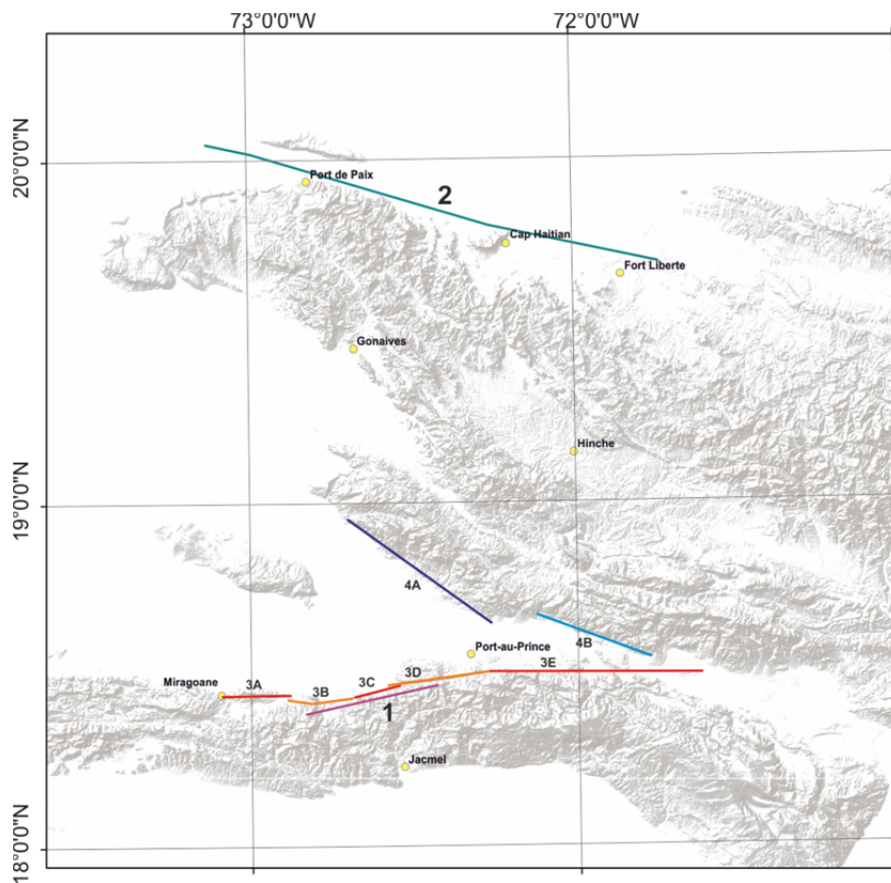 73°0'0"W
72°0'0"W
20°0'0"N
Port de Paix
2
Cap Haitian
Fort Liberte
Gonaives
Hinche
19°0'0"N
4A
4B
Port-au-Prince
3E
Miragoane
3A
3B
3C
3D
1
Jacmel
18°0'0"N